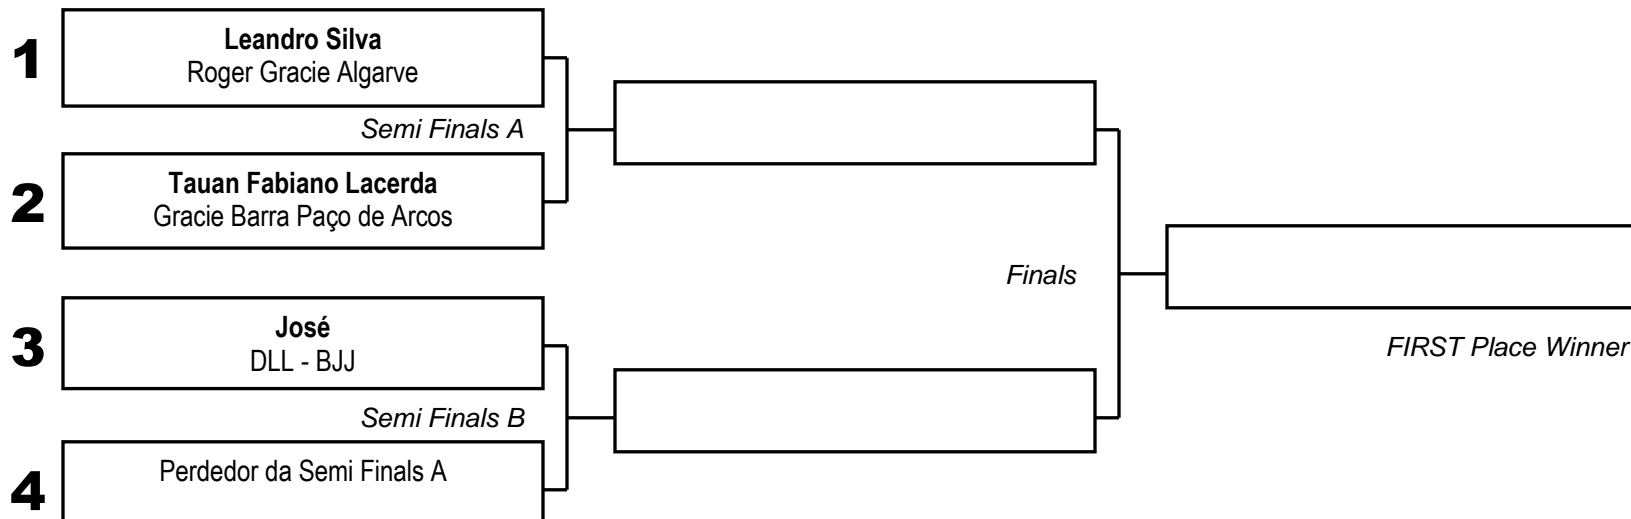 1
Leandro Silva
Roger Gracie Algarve
Semi Finals A
2
Tauan Fabiano Lacerda
Gracie Barra Paço de Arcos
3
José
DLL - BJJ
Semi Finals B
4
Perdedor da Semi Finals A
Finals
FIRST Place Winner